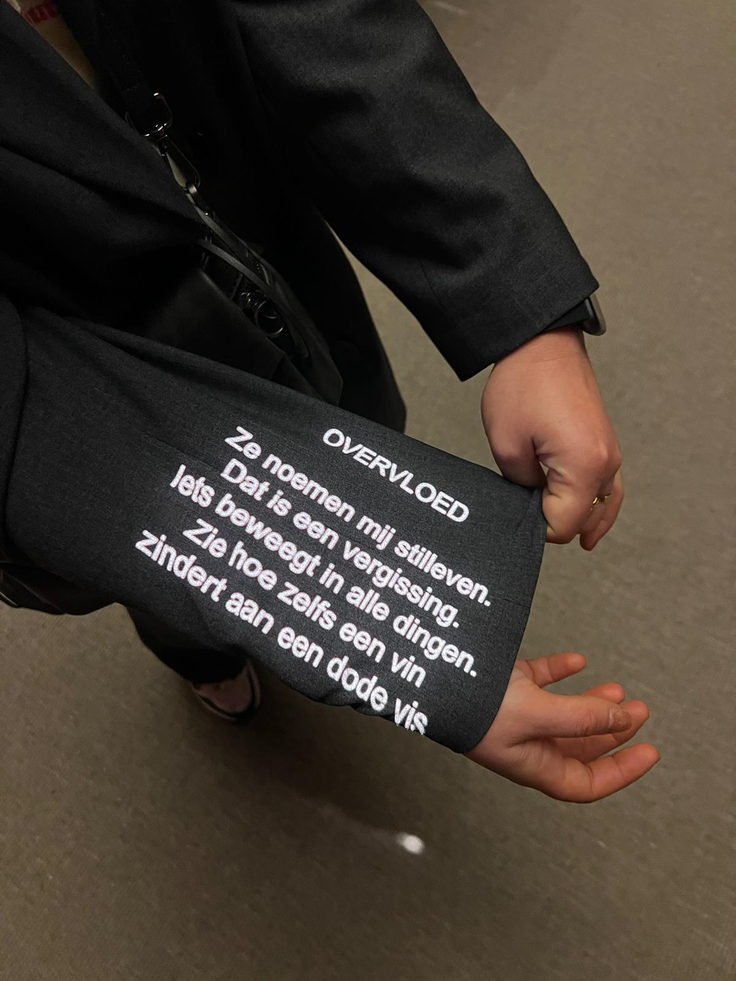 OVERVLOED
Ze noemen mij stilleven.
Dat is een vergissing.
Iets beweegt in alle dingen.
Zie hoe zelfs een vin
zindert aan een dode vis